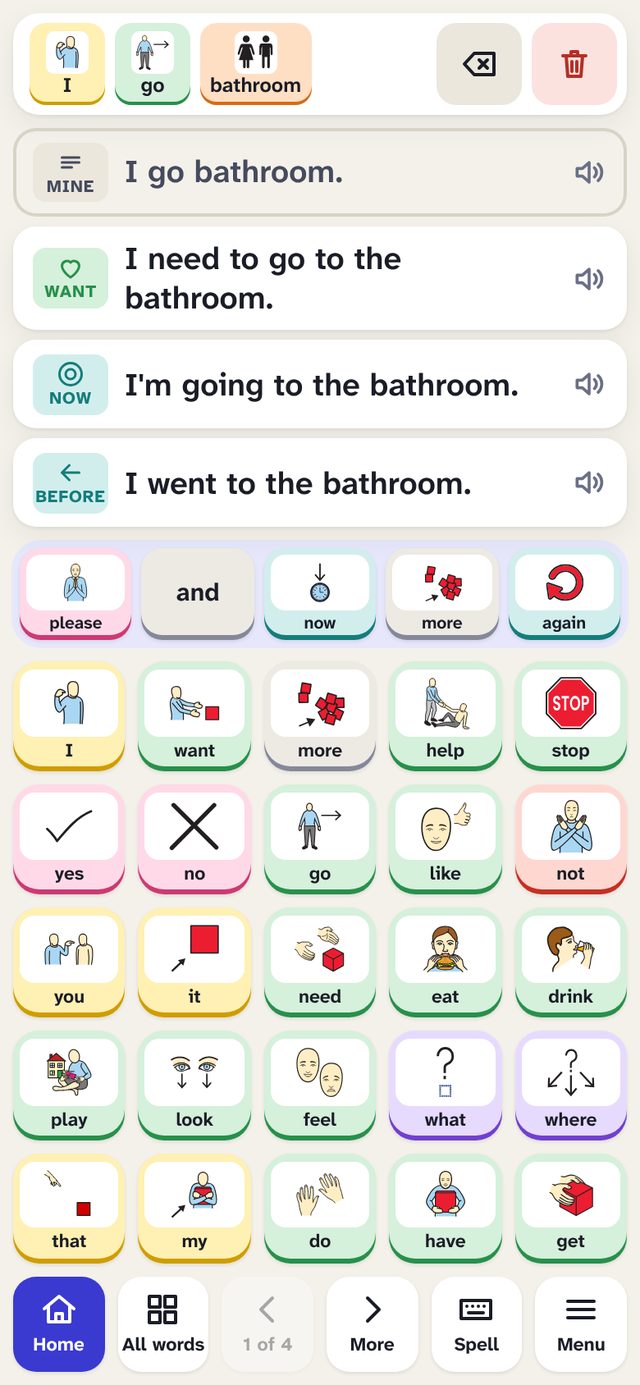 I go bathroom
MINE I go bathroom.
WANT I need to go to the
bathroom.
NOW I'm going to the bathroom.
BEFORE I went to the bathroom.
please and now more again
I want more help stop
STOP
yes no go like not
you it need eat drink
play look feel what where
that my do have get
Home All words 1 of 4 More Spell Menu